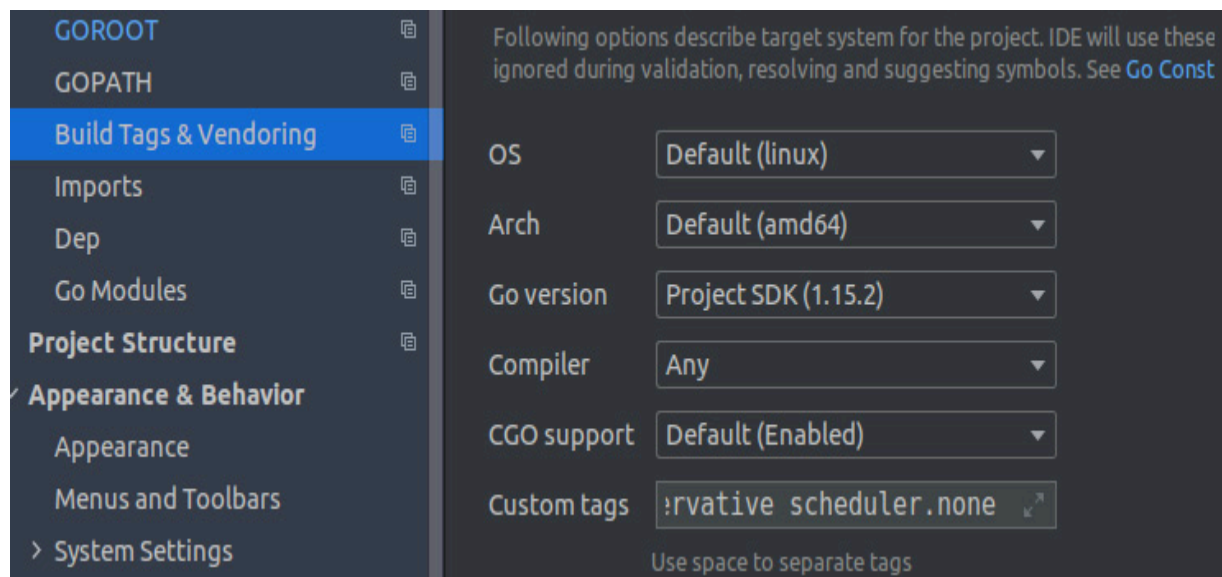 GOROOT
GOPATH
Build Tags & Vendoring
Imports
Dep
Go Modules
Project Structure
Appearance & Behavior
Appearance
Menus and Toolbars
System Settings
Following options describe target system for the project. IDE will use these
ignored during validation, resolving and suggesting symbols. See Go Const
OS Default (linux)
Arch Default (amd64)
Go version Project SDK (1.15.2)
Compiler Any
CGO support Default (Enabled)
Custom tags ervative scheduler.none
Use space to separate tags